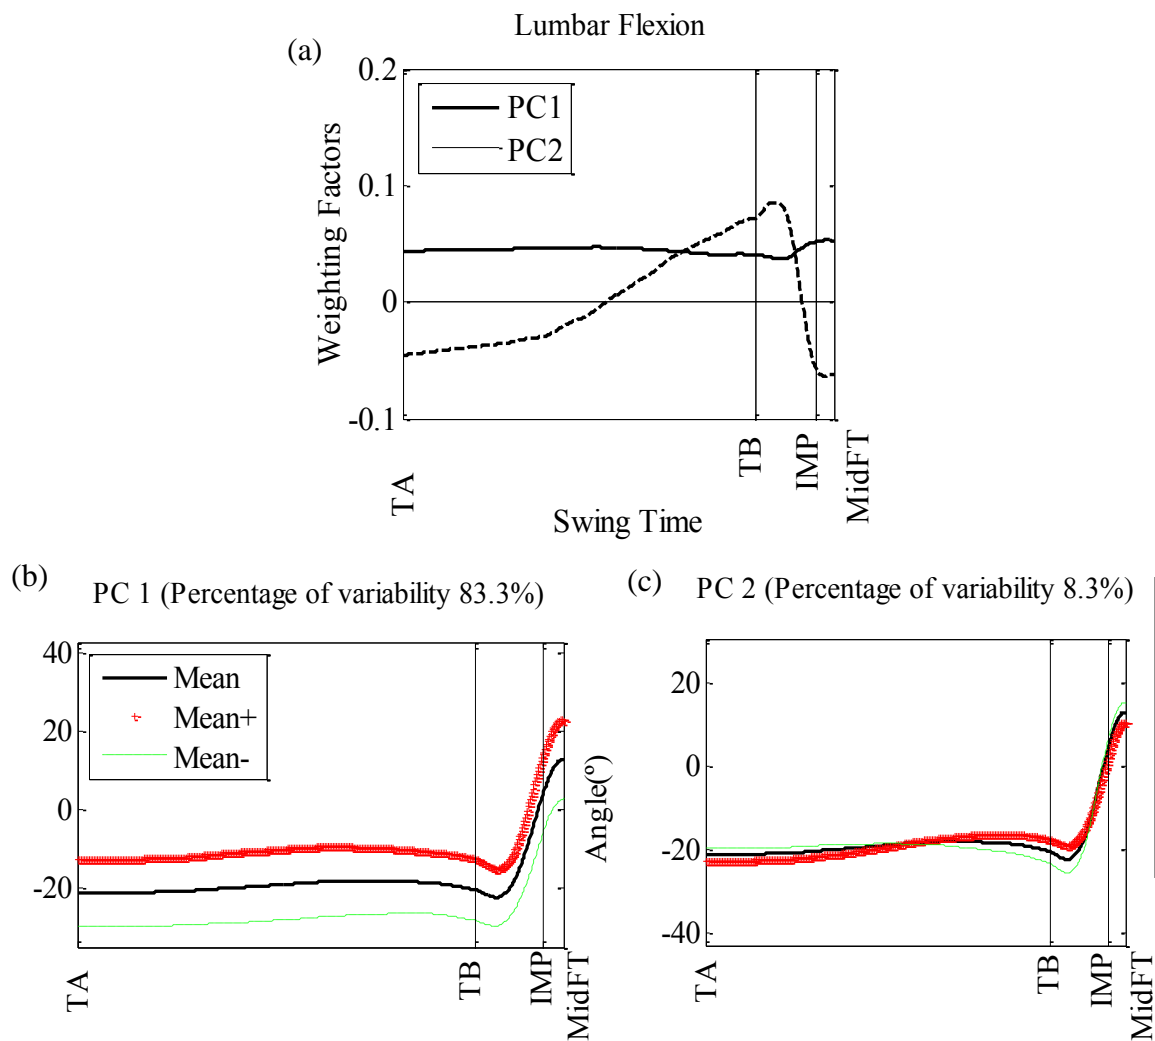 Lumbar Flexion
(a)
0.2
0.1
0
-0.1
Weighting Factors
PC1
PC2
TA
TB
IMP
MidFT
Swing Time
(b)
PC 1 (Percentage of variability 83.3%)
40
20
0
-20
Mean
Mean+
Mean-
TA
TB
IMP
MidFT
(c)
PC 2 (Percentage of variability 8.3%)
Angle(º)
20
0
-20
-40
TA
TB
IMP
MidFT